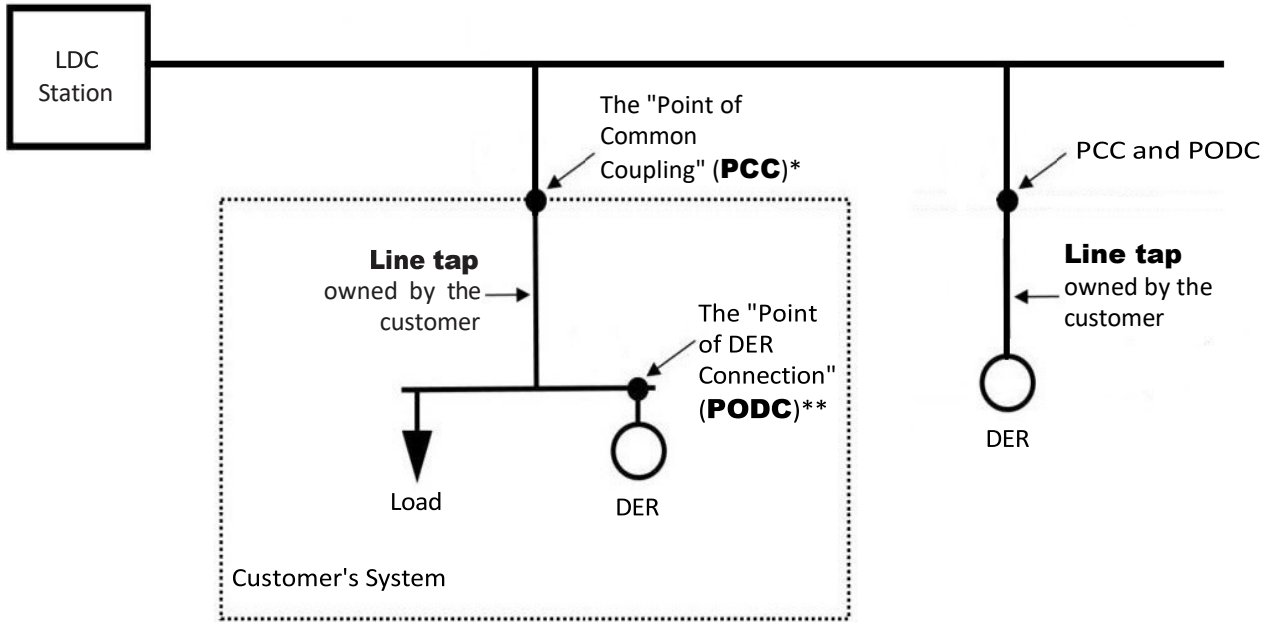 LDC
Station
The "Point of
Common
Coupling" (PCC)*
PCC and PODC
Line tap
owned by the
customer
Line tap
owned by the
customer
The "Point
of DER
Connection"
(PODC)**
DER
Load
DER
Customer's System